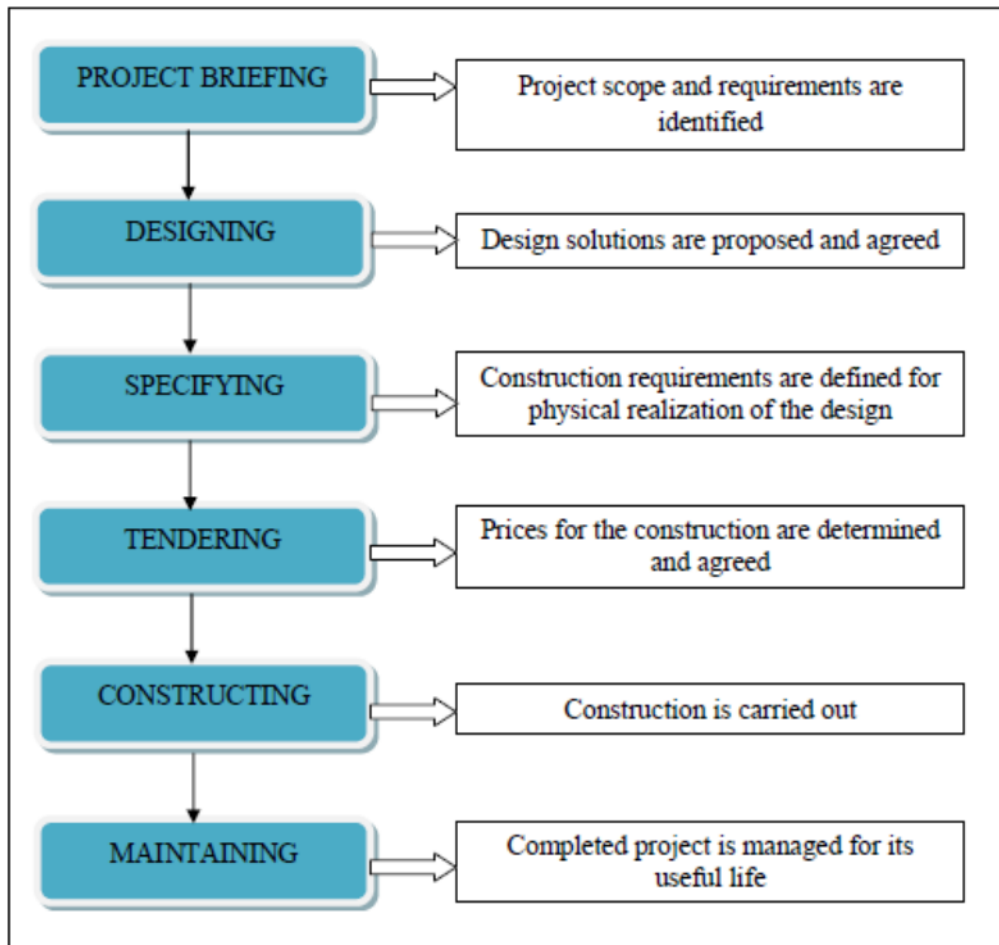 PROJECT BRIEFING
Project scope and requirements are
identified
DESIGNING
Design solutions are proposed and agreed
SPECIFYING
Construction requirements are defined for
physical realization of the design
TENDERING
Prices for the construction are determined
and agreed
CONSTRUCTING
Construction is carried out
MAINTAINING
Completed project is managed for its
useful life